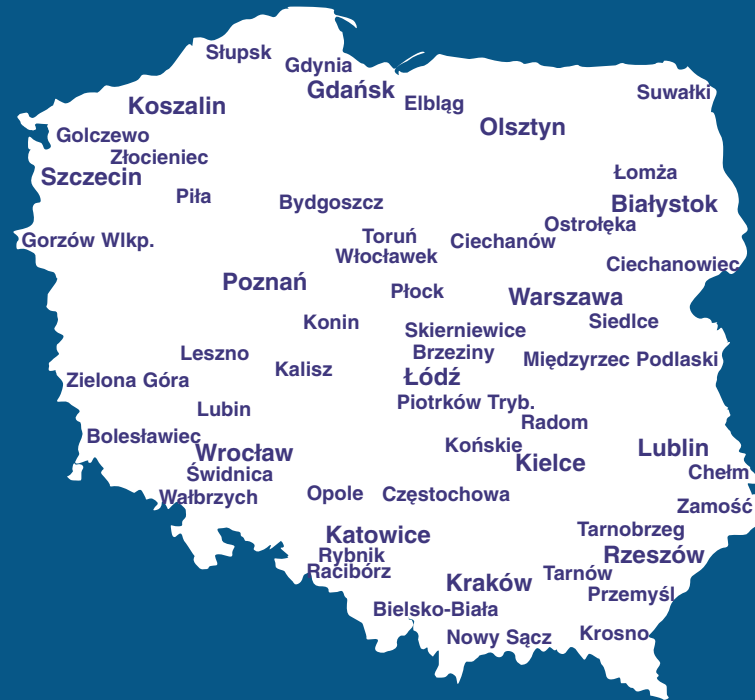 Słupsk
Gdynia
Gdańsk
Suwałki
Koszalin
Elbląg
Olsztyn
Golczewo
Złocieniec
Szczecin
Łomża
Piła
Bydgoszcz
Białystok
Ostrołęka
Gorzów Wlkp.
Toruń
Ciechanów
Włocławek
Ciechanowiec
Poznań
Płock
Warszawa
Konin
Siedlce
Skierniewice
Leszno
Brzeziny
Międzyrzec Podlaski
Kalisz
Zielona Góra
Łódź
Piotrków Tryb.
Lubin
Radom
Bolesławiec
Końskie
Lublin
Wrocław
Kielce
Świdnica
Chełm
Wałbrzych
Opole
Częstochowa
Zamość
Tarnobrzeg
Katowice
Rybnik
Rzeszów
Racibórz
Tarnów
Kraków
Przemyśl
Bielsko-Biała
Krosno
Nowy Sącz